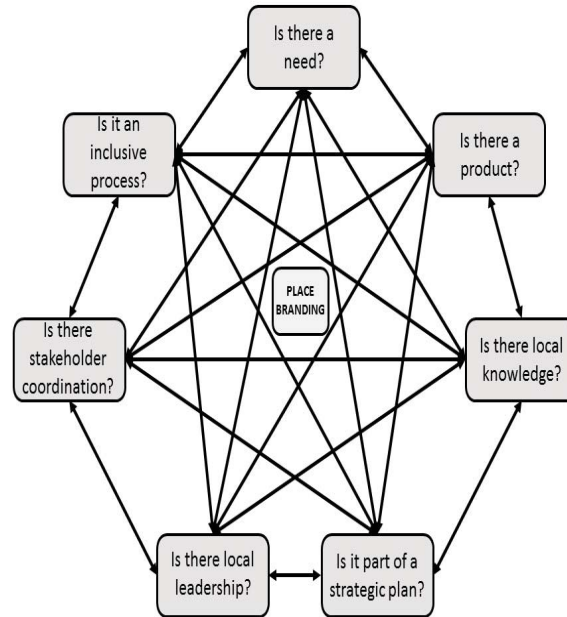 Is there a
need?
Is it an
inclusive
process?
Is there a
product?
PLACE
BRANDING
Is there
stakeholder
coordination?
Is there local
knowledge?
Is there local
leadership?
Is it part of a
strategic plan?